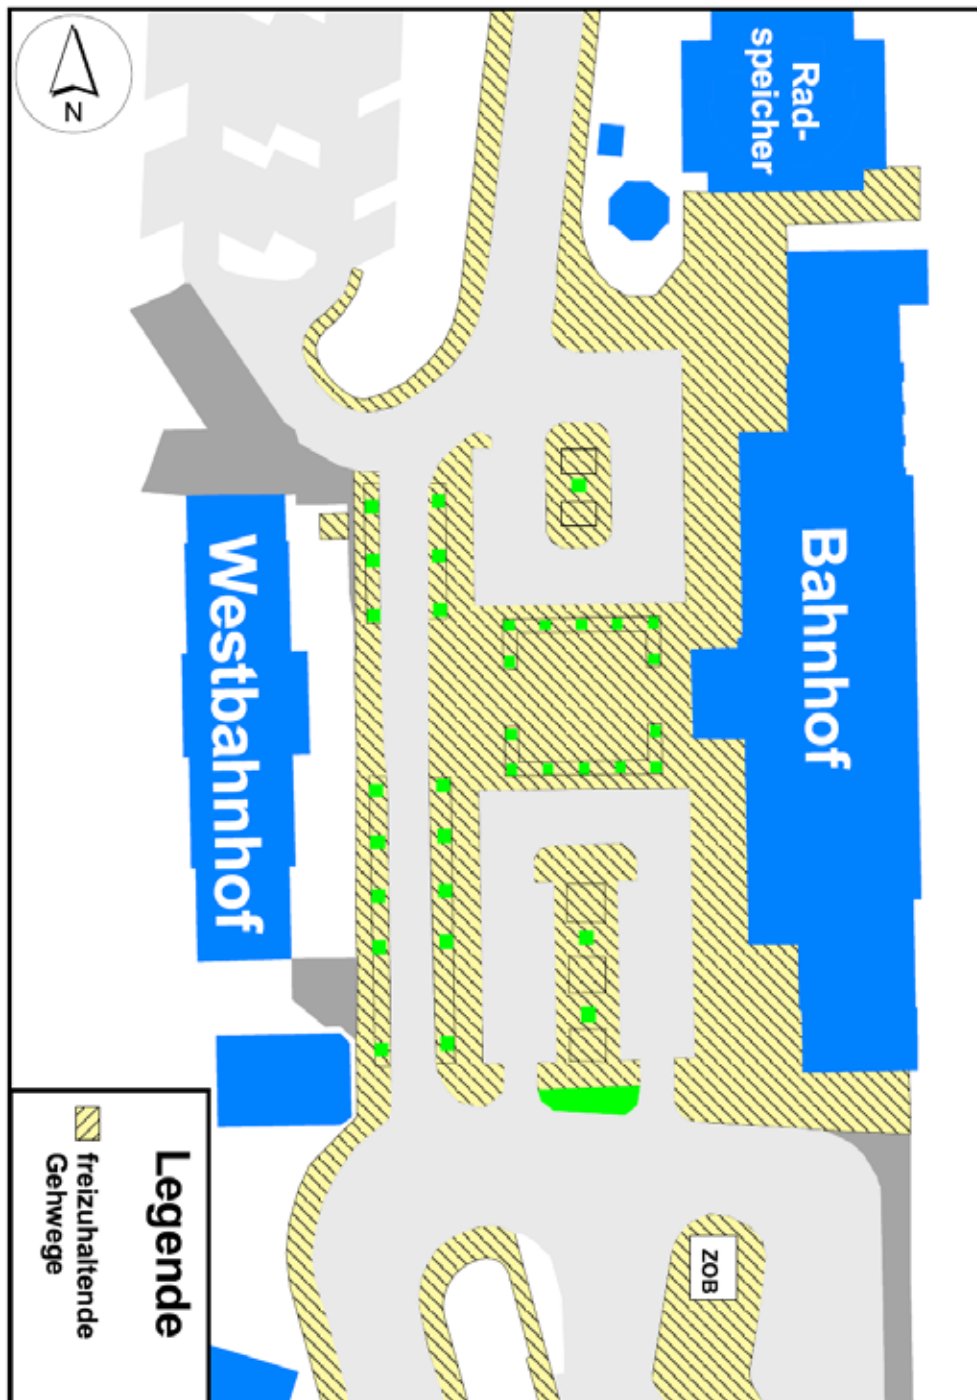 Rad-
speicher
Bahnhof
Westbahnhof
ZOB
Legende
freizuhaltende
Gehwege
N